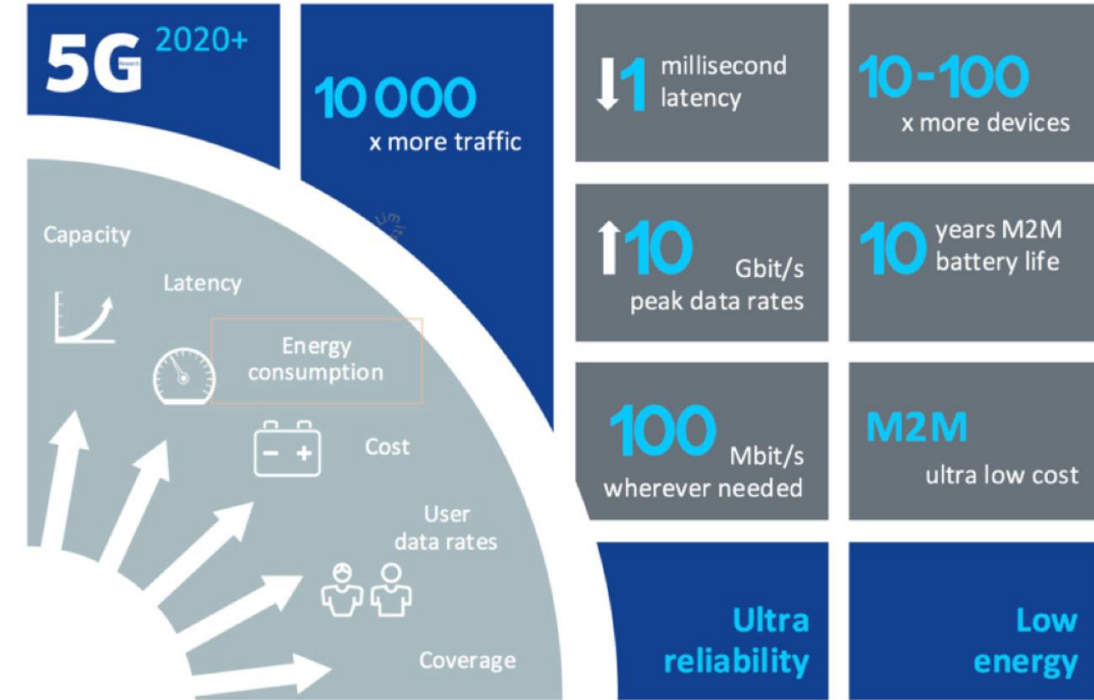 5G 2020+
10 000
x more traffic
1 millisecond
latency
10-100
x more devices
Capacity
Latency
Energy
consumption
Cost
User
data rates
Coverage
10 Gbit/s
peak data rates
10 years M2M
battery life
100 Mbit/s
wherever needed
M2M
ultra low cost
Ultra
reliability
Low
energy